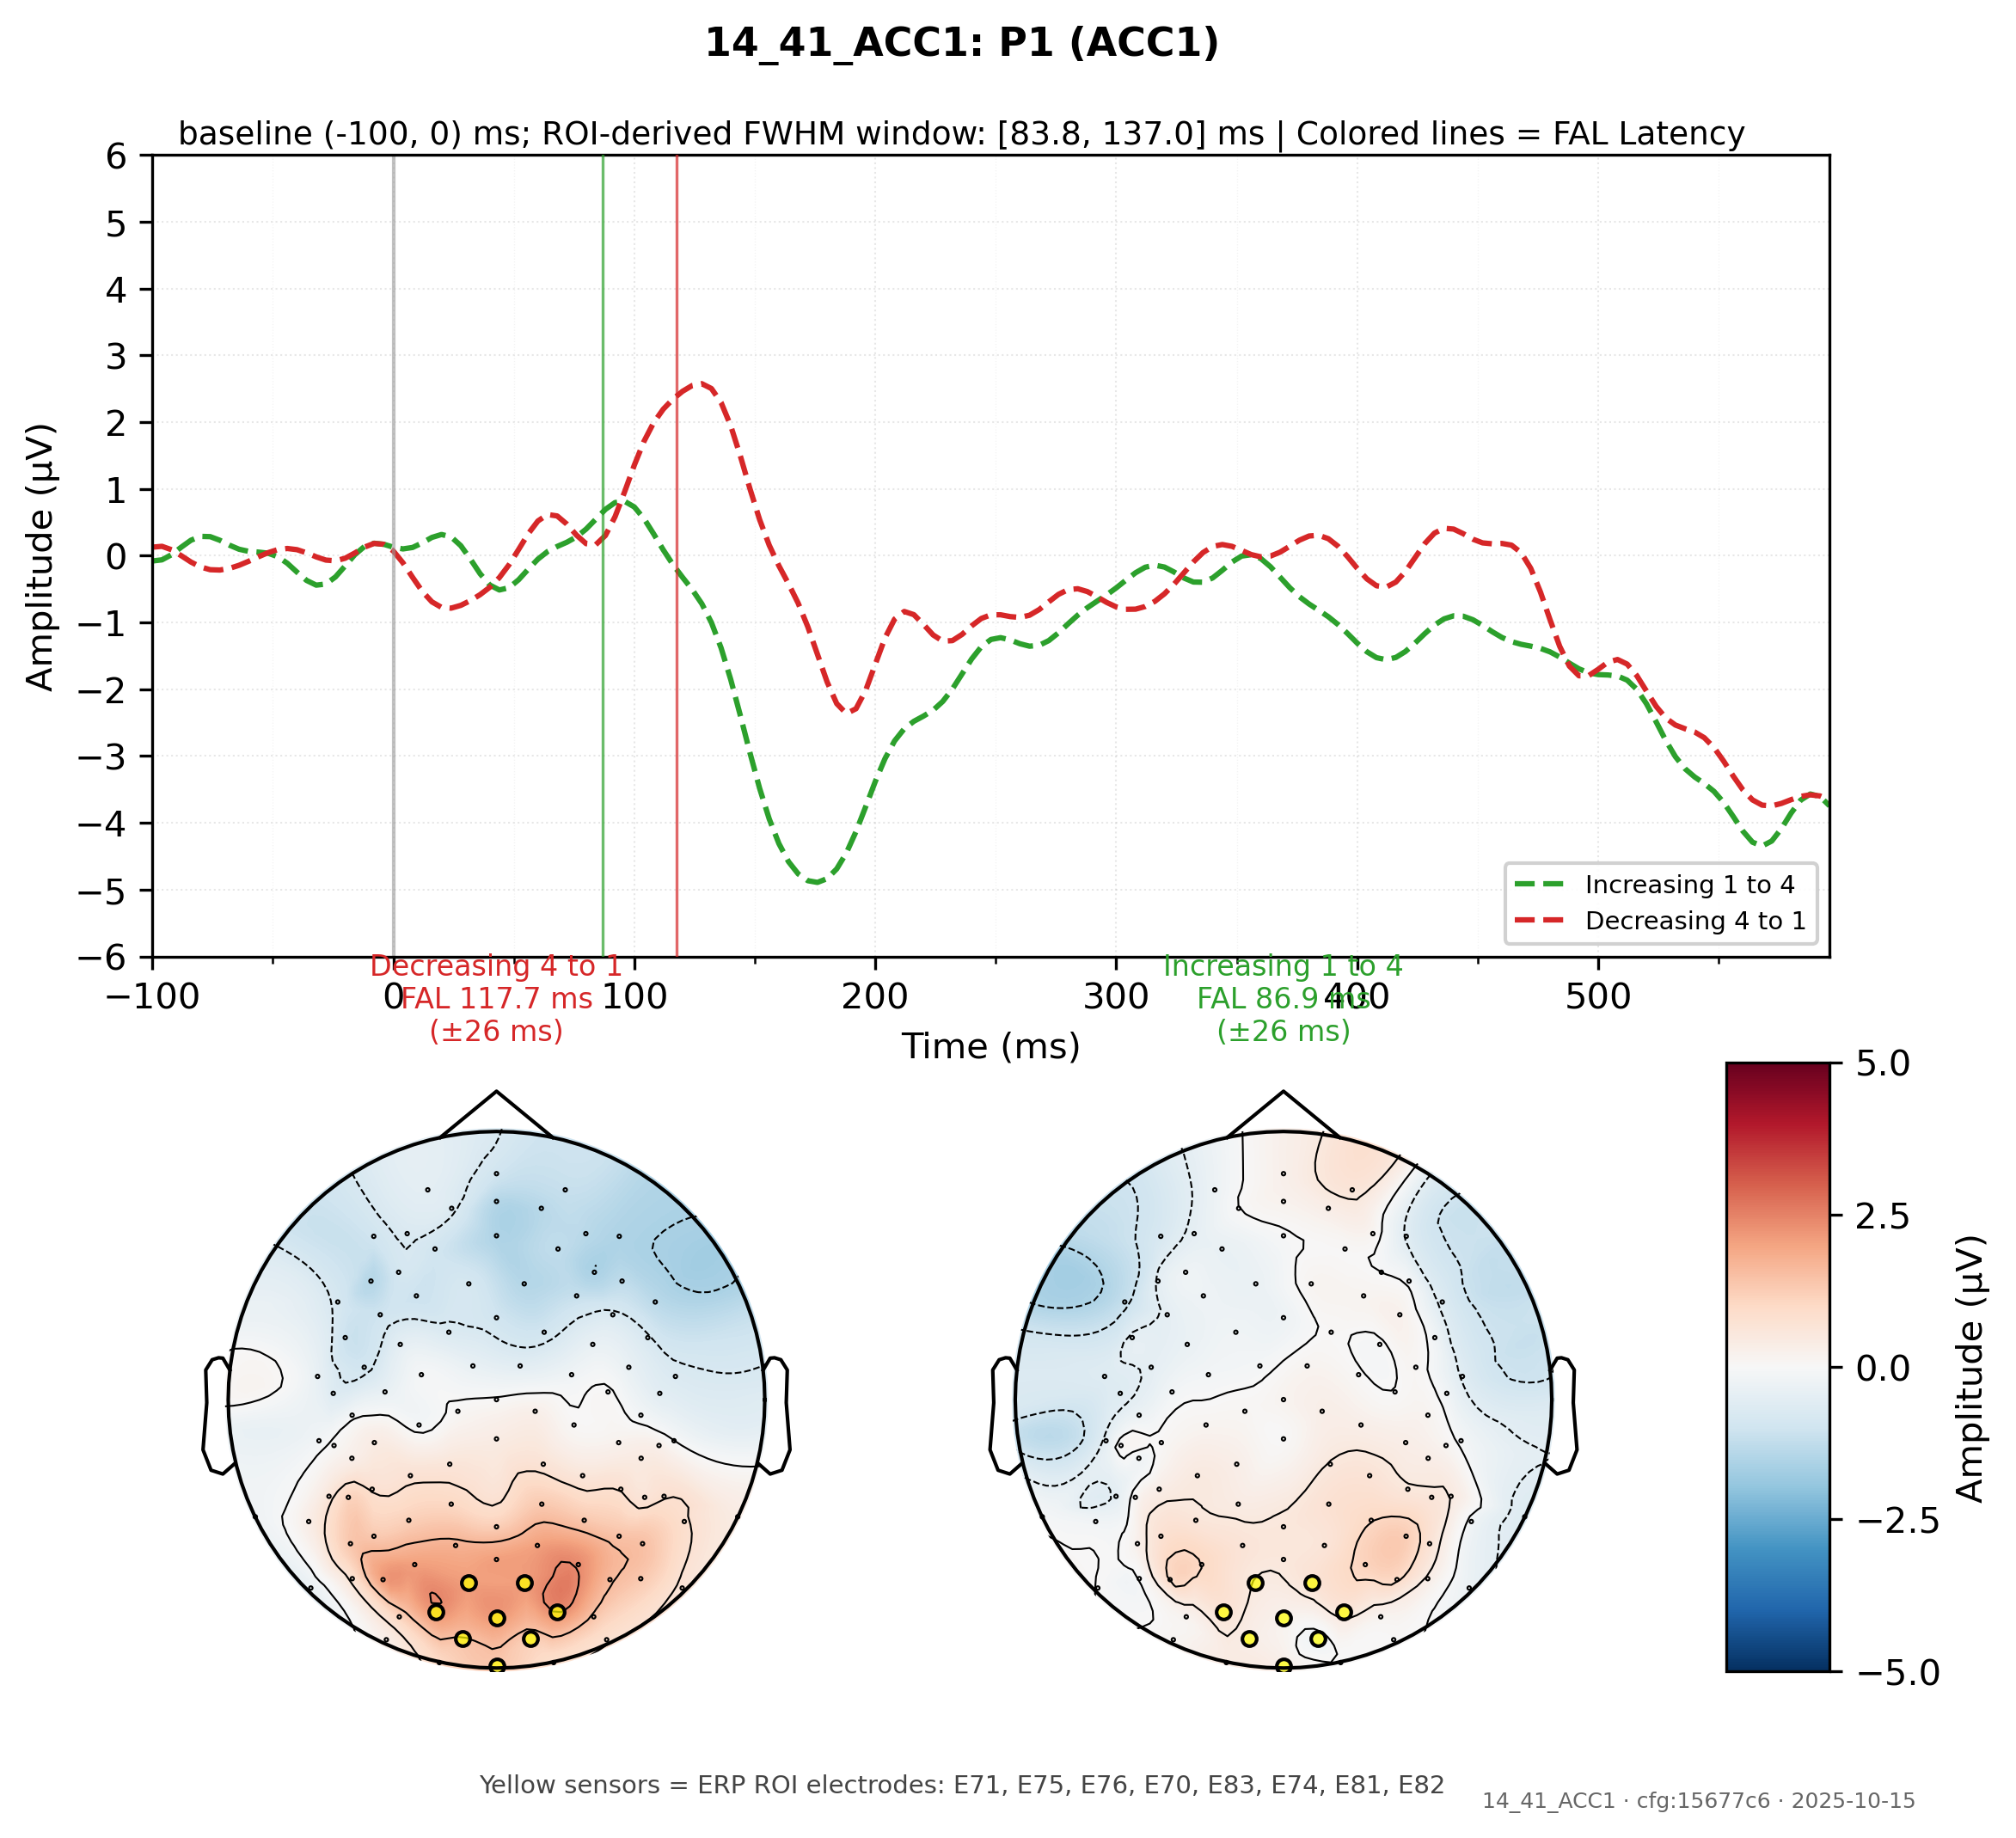 14_41_ACC1: P1 (ACC1)
baseline (-100, 0) ms; ROI-derived FWHM window: [83.8, 137.0] ms | Colored lines = FAL Latency
6
5
4
3
2
1
0
−1
−2
−3
−4
−5
−6
Amplitude (µV)
Increasing 1 to 4
Decreasing 4 to 1
−100 0 100 200 300 400 500
Time (ms)
Decreasing 4 to 1
FAL 117.7 ms
(±26 ms)
Increasing 1 to 4
FAL 86.9 ms
(±26 ms)
5.0
2.5
0.0
−2.5
−5.0
Amplitude (µV)
Yellow sensors = ERP ROI electrodes: E71, E75, E76, E70, E83, E74, E81, E82
14_41_ACC1 · cfg:15677c6 · 2025-10-15